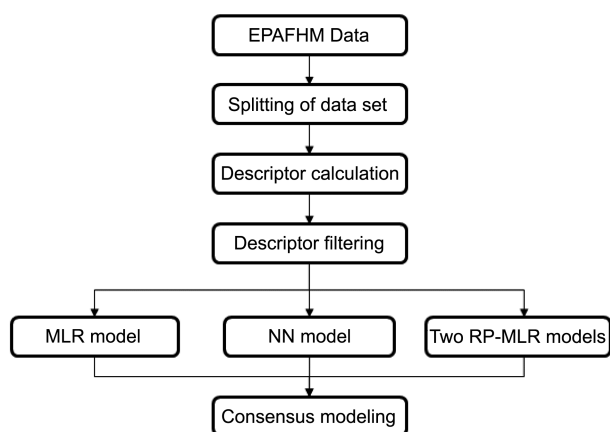 EPAFHM Data
Splitting of data set
Descriptor calculation
Descriptor filtering
MLR model
NN model
Two RP-MLR models
Consensus modeling